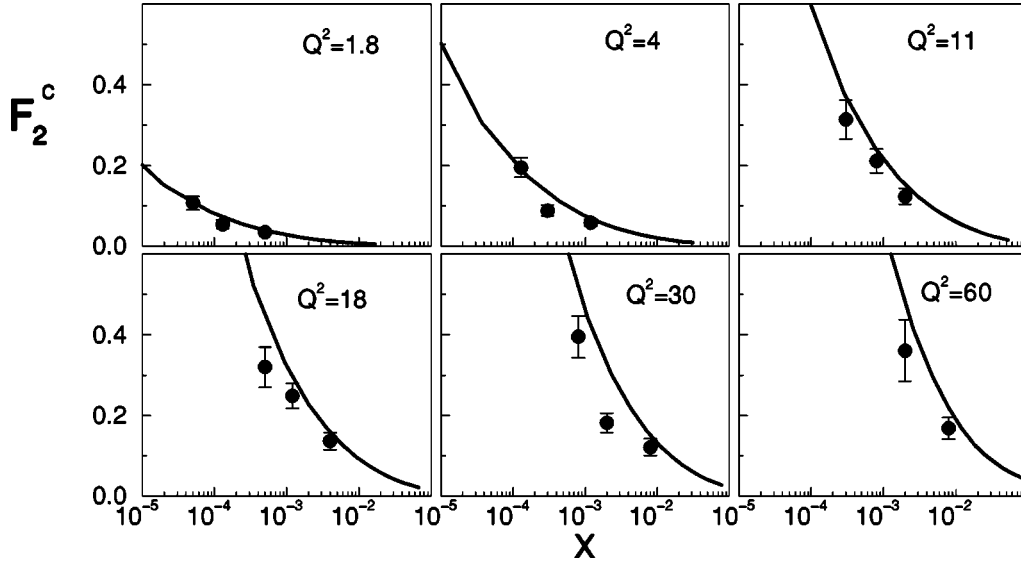 Q²=1.8
Q²=4
Q²=11
0.4
F₂ᶜ
0.2
0.0
Q²=18
Q²=30
Q²=60
0.4
0.2
0.0
10⁻⁵ 10⁻⁴ 10⁻³ 10⁻² 10⁻⁵ 10⁻⁴ 10⁻³ 10⁻² 10⁻⁵ 10⁻⁴ 10⁻³ 10⁻²
X